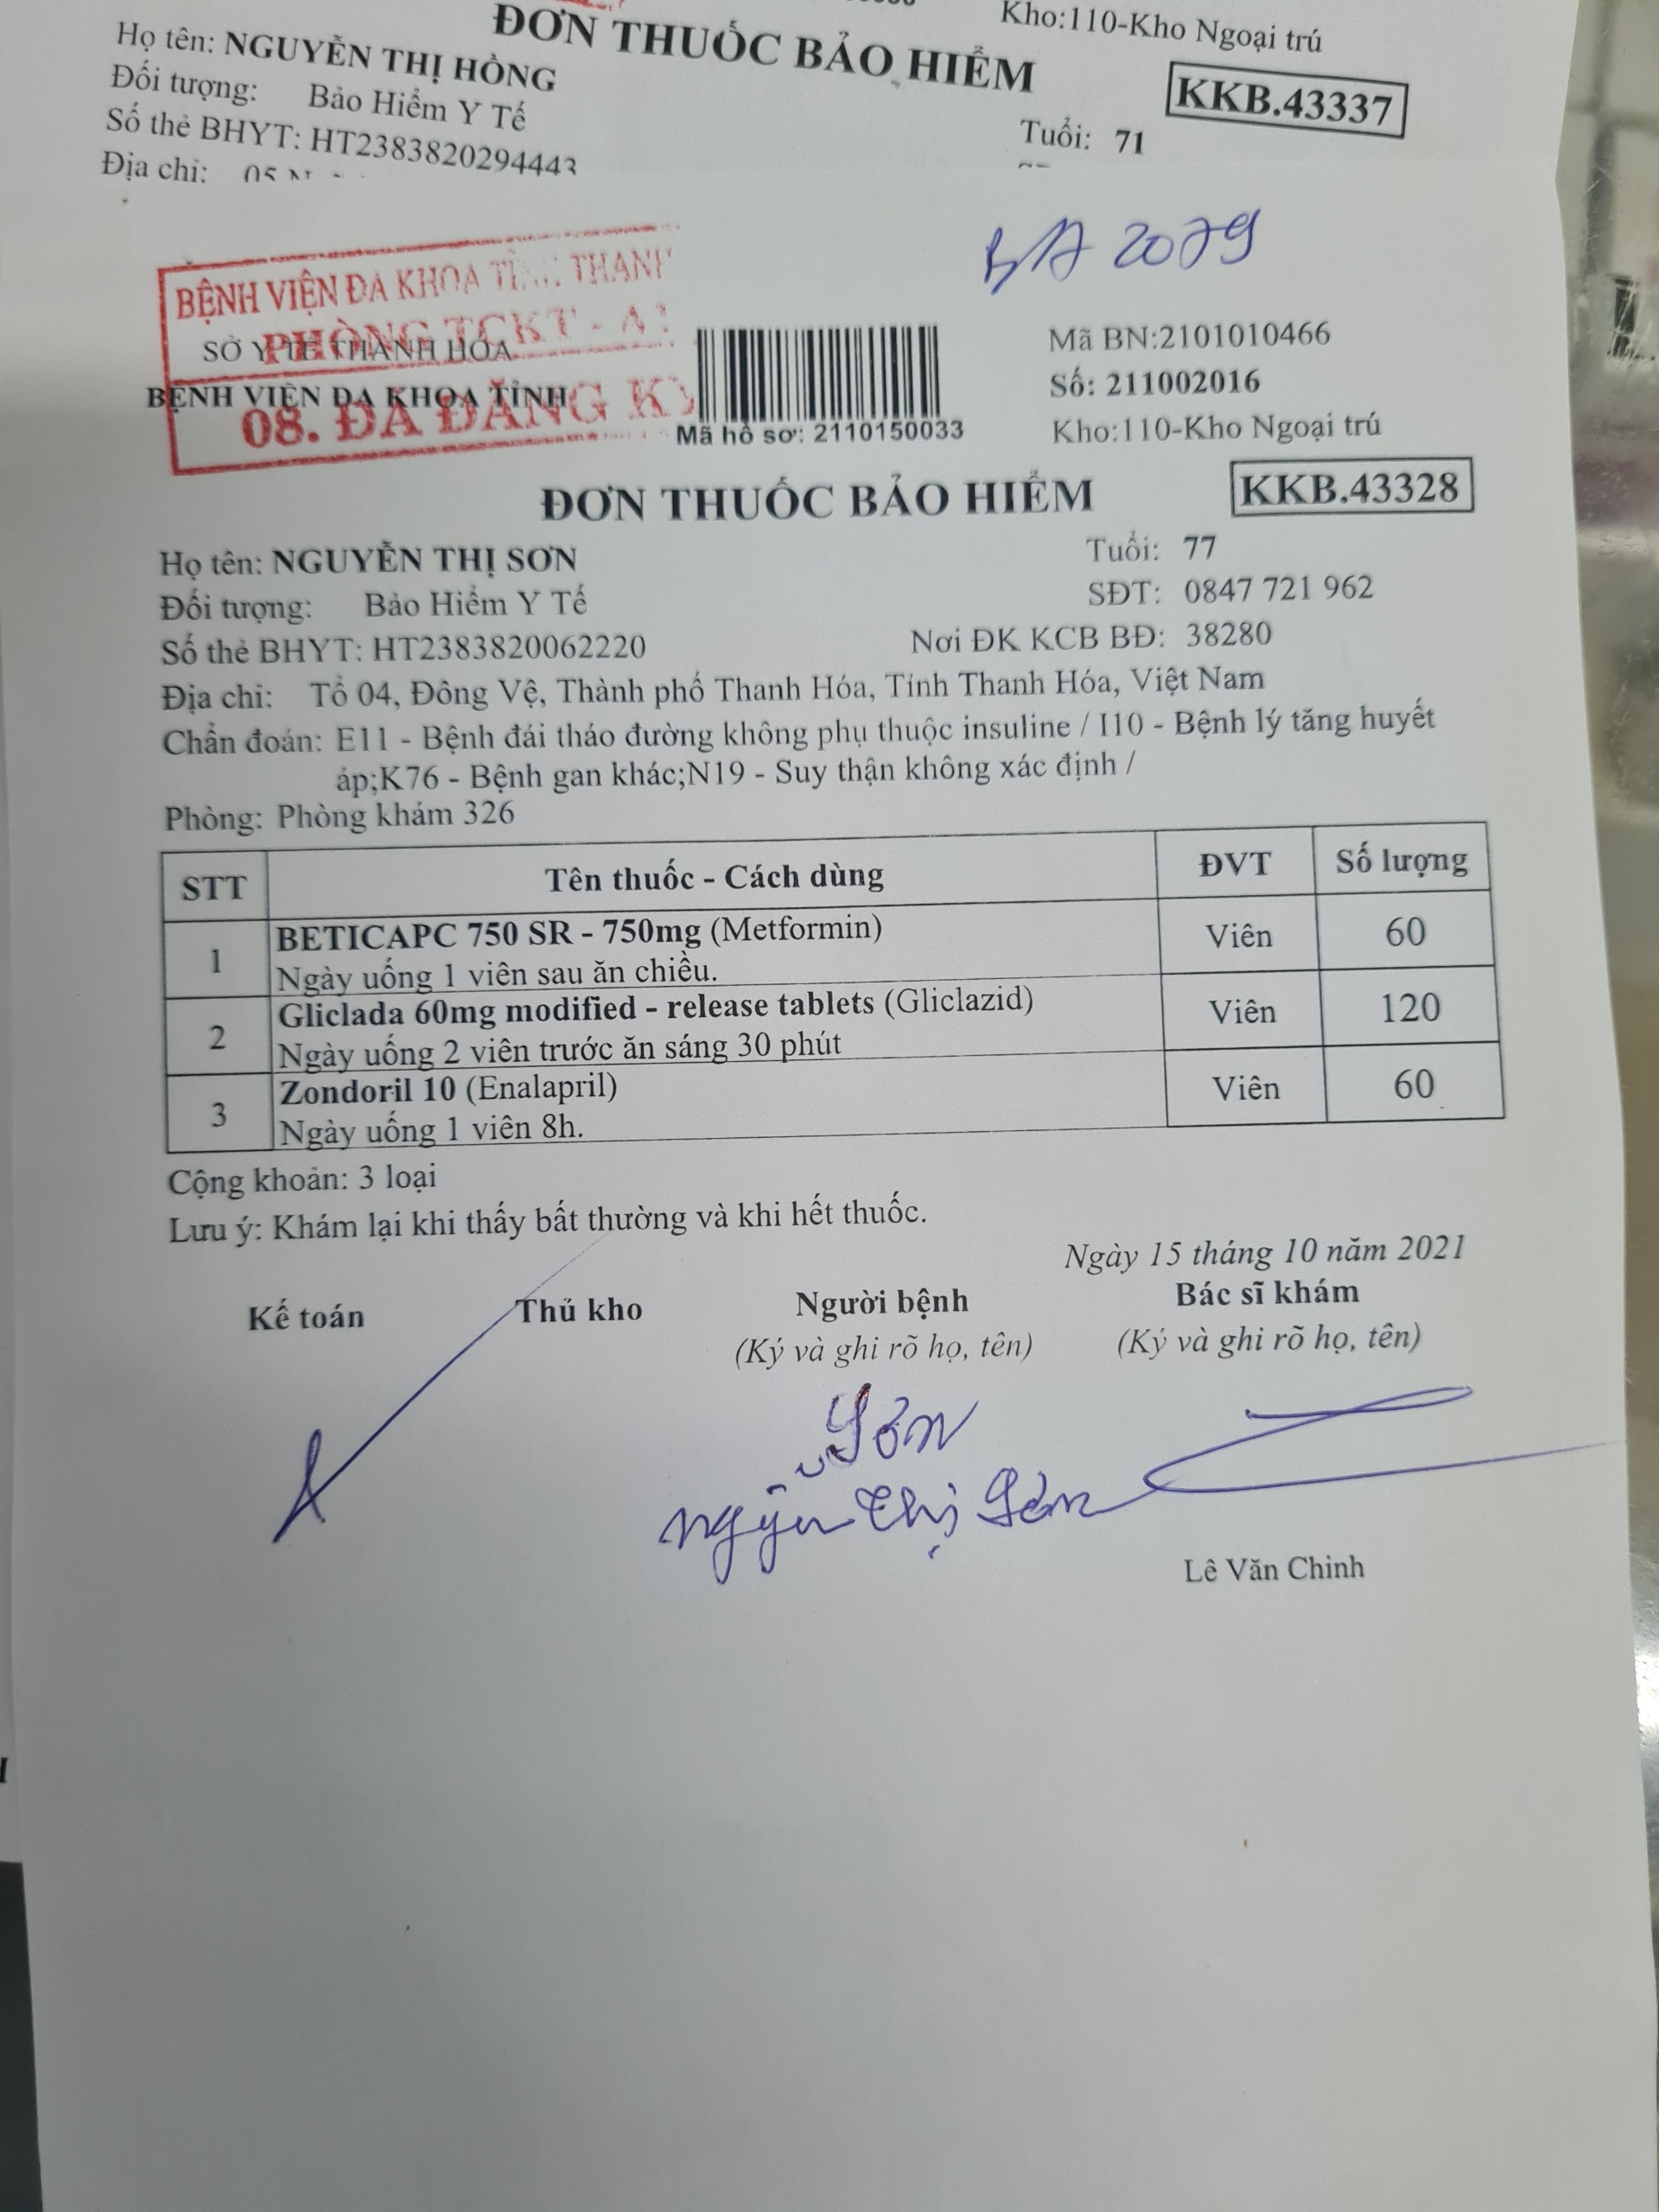 Kho:110-Kho Ngoại trú
ĐƠN THUỐC BẢO HIỂM
KKB.43337
Họ tên: NGUYỄN THỊ HỒNG
Tuổi: 71
Đối tượng: Bảo Hiểm Y Tế
Số thẻ BHYT: HT2383820294443
Địa chỉ: 05
BA 2079
BỆNH VIỆN ĐA KHOA TỈNH THANH
PHÒNG TCKT - A
08. ĐA ĐĂNG KÝ
SỞ Y TẾ THANH HÓA
BỆNH VIỆN ĐA KHOA TỈNH
Mã hồ sơ: 2110150033
Mã BN:2101010466
Số: 211002016
Kho:110-Kho Ngoại trú
ĐƠN THUỐC BẢO HIỂM
KKB.43328
Họ tên: NGUYỄN THỊ SƠN
Tuổi: 77
Đối tượng: Bảo Hiểm Y Tế
SĐT: 0847 721 962
Số thẻ BHYT: HT2383820062220
Nơi ĐK KCB BĐ: 38280
Địa chỉ: Tổ 04, Đông Vệ, Thành phố Thanh Hóa, Tỉnh Thanh Hóa, Việt Nam
Chẩn đoán: E11 - Bệnh đái tháo đường không phụ thuộc insuline / I10 - Bệnh lý tăng huyết
áp;K76 - Bệnh gan khác;N19 - Suy thận không xác định /
Phòng: Phòng khám 326
STT Tên thuốc - Cách dùng ĐVT Số lượng
1 BETICAPC 750 SR - 750mg (Metformin) Viên 60
Ngày uống 1 viên sau ăn chiều.
2 Gliclada 60mg modified - release tablets (Gliclazid) Viên 120
Ngày uống 2 viên trước ăn sáng 30 phút
3 Zondoril 10 (Enalapril) Viên 60
Ngày uống 1 viên 8h.
Cộng khoản: 3 loại
Lưu ý: Khám lại khi thấy bất thường và khi hết thuốc.
Ngày 15 tháng 10 năm 2021
Kế toán Thủ kho Người bệnh Bác sĩ khám
(Ký và ghi rõ họ, tên) (Ký và ghi rõ họ, tên)
Sơn
Nguyễn Thị Sơn
Lê Văn Chinh